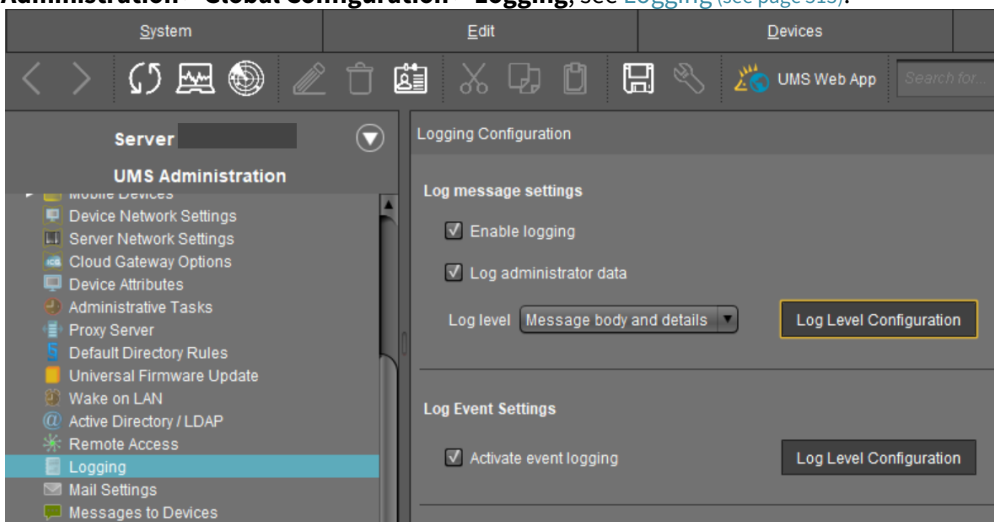 Administration > Global Configuration > Logging, see Logging (see page 313).
System Edit Devices
UMS Web App Search for...
Server
UMS Administration
Mobile Devices
Device Network Settings
Server Network Settings
Cloud Gateway Options
Device Attributes
Administrative Tasks
Proxy Server
Default Directory Rules
Universal Firmware Update
Wake on LAN
Active Directory / LDAP
Remote Access
Logging
Mail Settings
Messages to Devices
Logging Configuration
Log message settings
Enable logging
Log administrator data
Log level Message body and details Log Level Configuration
Log Event Settings
Activate event logging Log Level Configuration